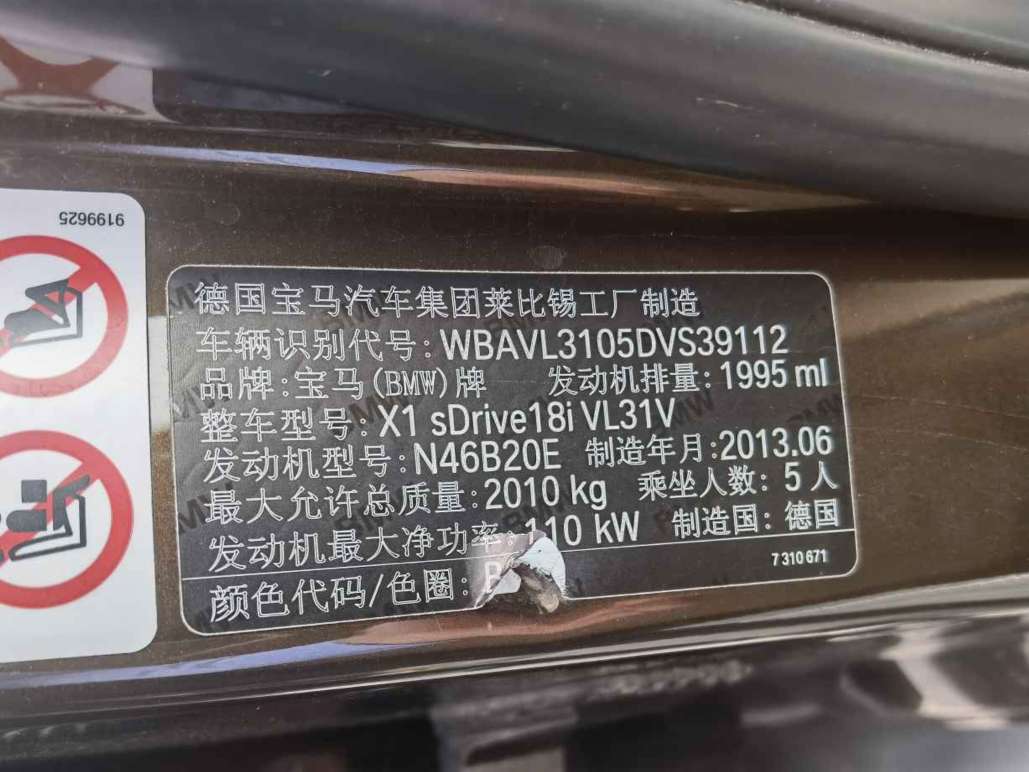 9199625
德国宝马汽车集团莱比锡工厂制造
车辆识别代号: WBAVL3105DVS39112
品牌: 宝马(BMW)牌 发动机排量: 1995 ml
整车型号: X1 sDrive18i VL31V
发动机型号: N46B20E 制造年月: 2013.06
最大允许总质量: 2010 kg 乘坐人数: 5 人
发动机最大净功率: 110 kW 制造国: 德国
7 310 671
颜色代码/色圈: